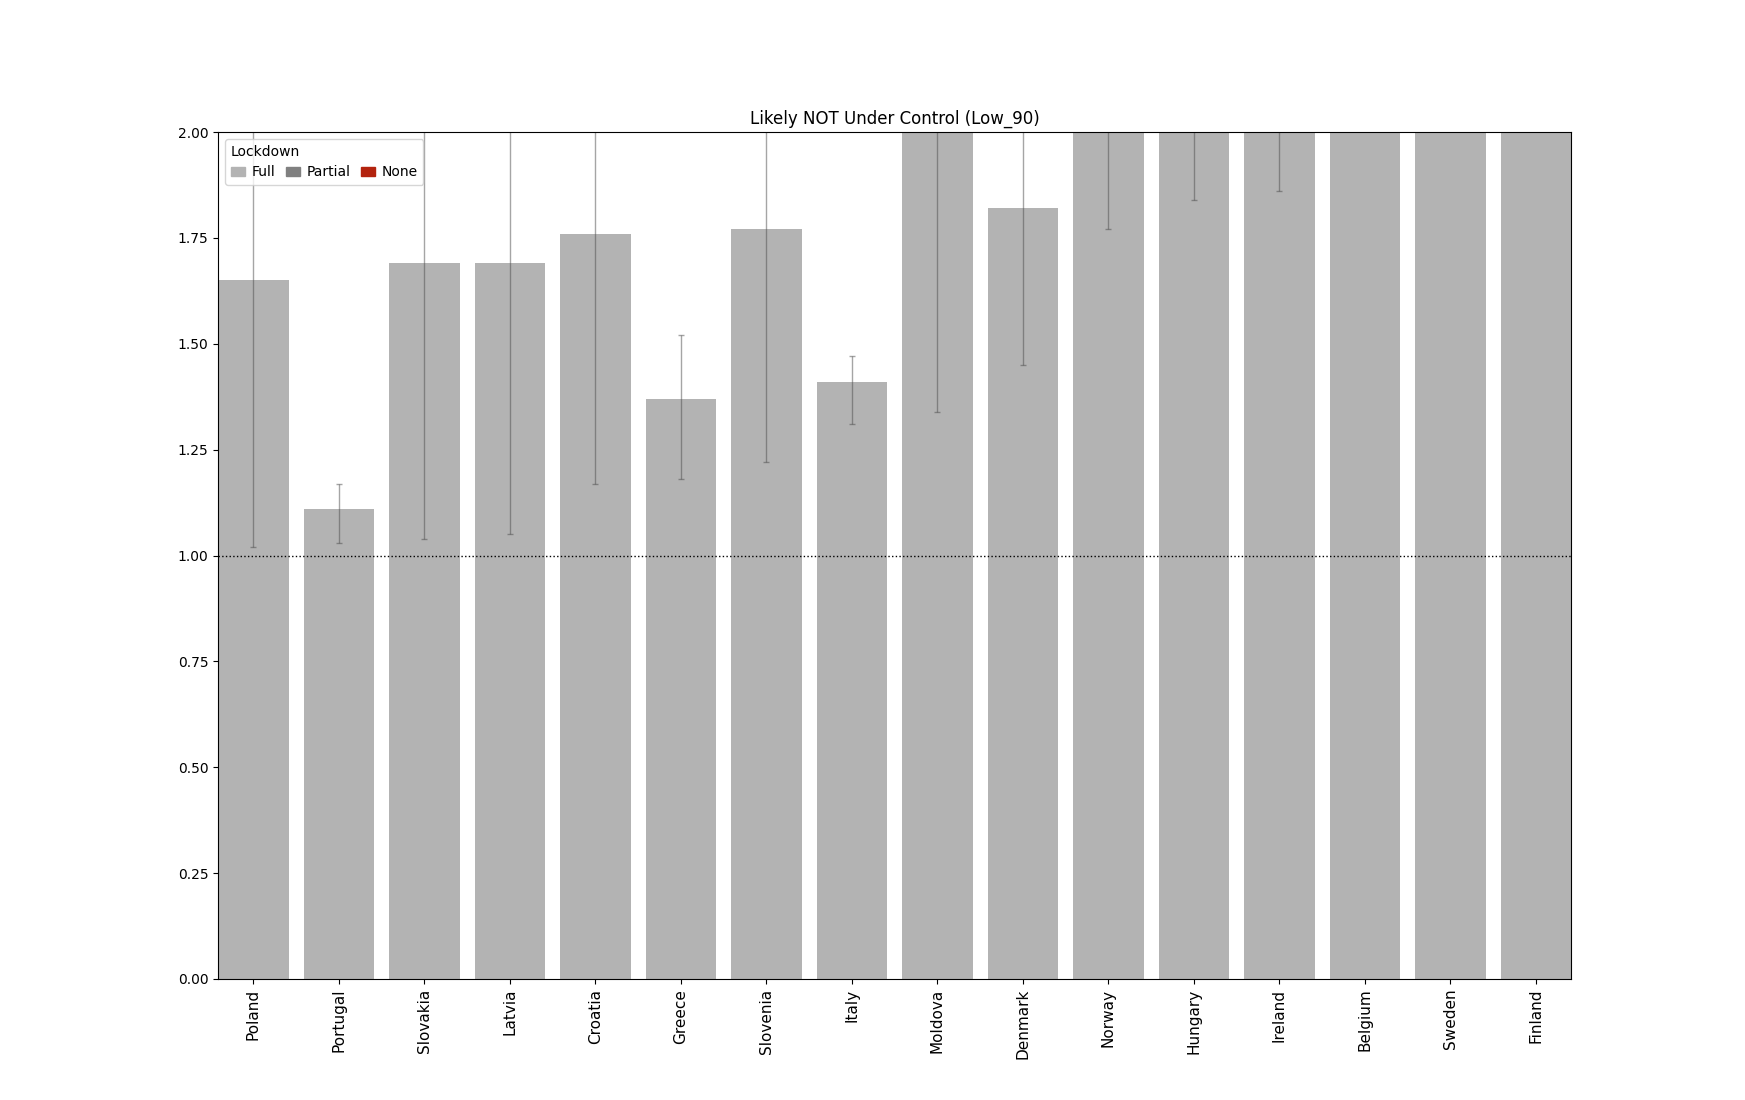 Likely NOT Under Control (Low_90)
2.00
1.75
1.50
1.25
1.00
0.75
0.50
0.25
0.00
Lockdown
Full Partial None
Poland Portugal Slovakia Latvia Croatia Greece Slovenia Italy Moldova Denmark Norway Hungary Ireland Belgium Sweden Finland